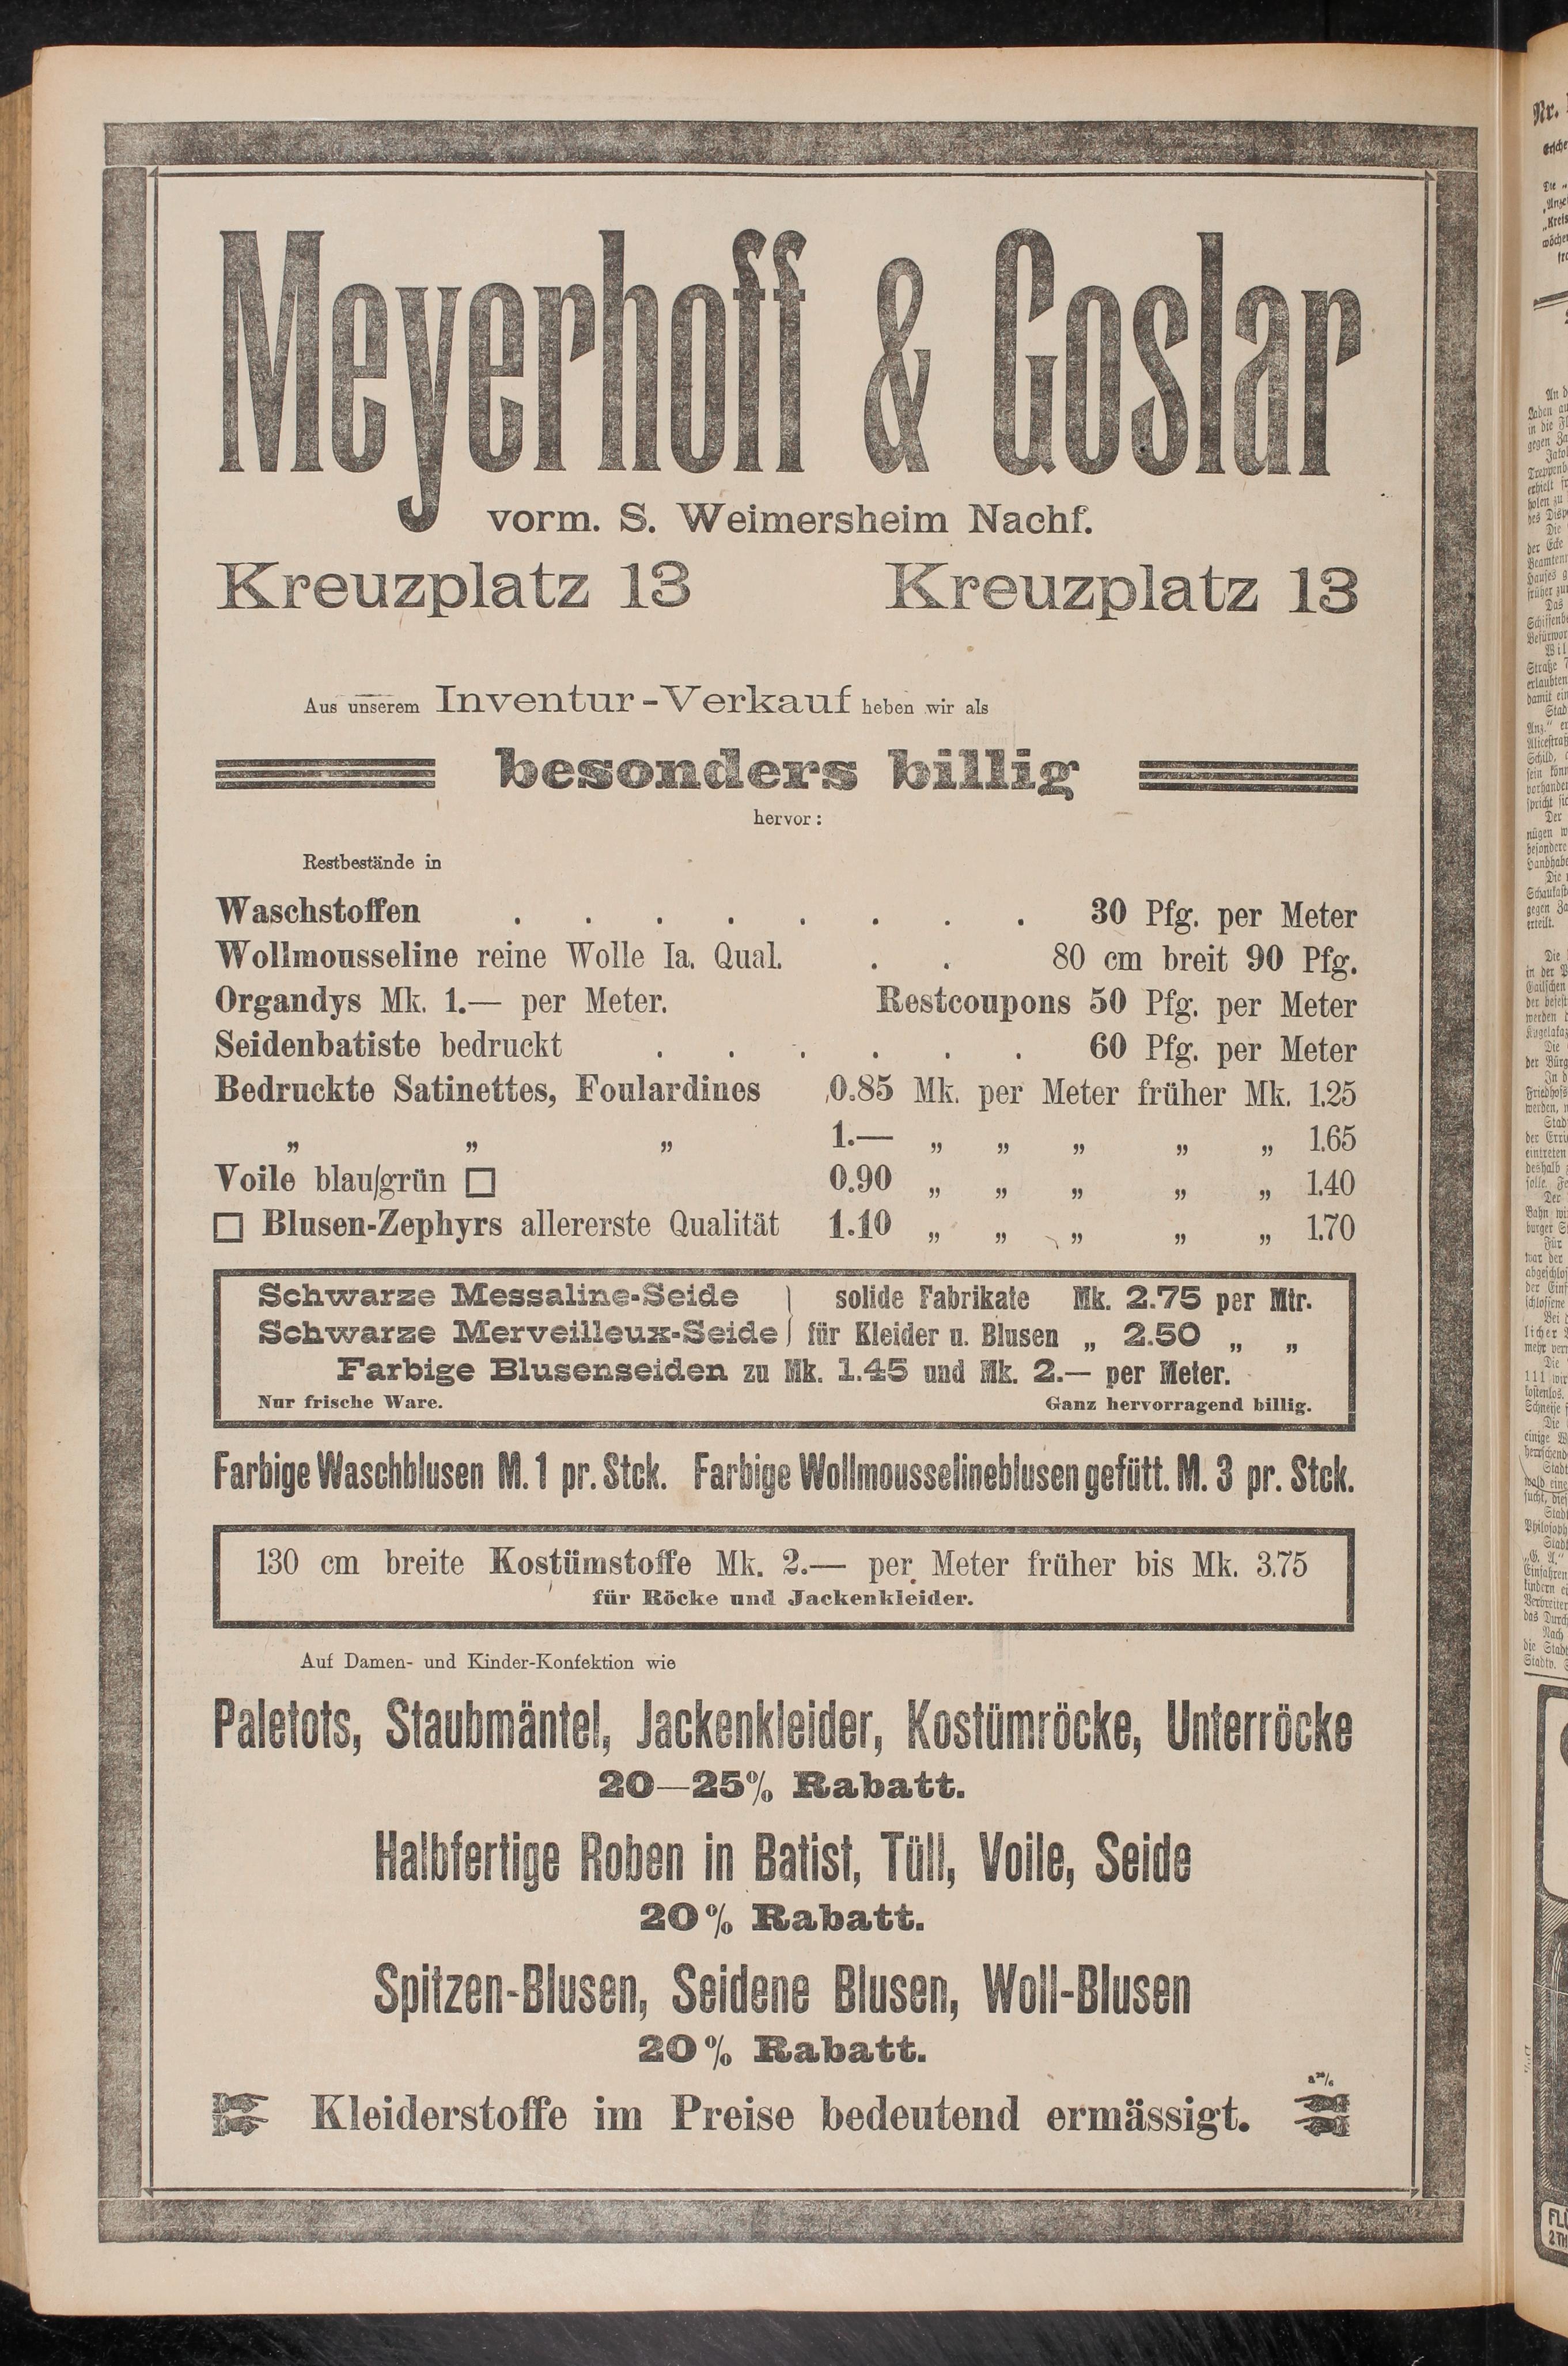 Meyerhoff & Goslar
vorm. S. Weimersheim Nachf.
Kreuzplatz 13 Kreuzplatz 13
Aus unserem Inventur-Verkauf heben wir als
besonders billig
hervor:
Restbestände in
Waschstoffen . . . . . . . . 30 Pfg. per Meter
Wollmousseline reine Wolle Ia. Qual. . . 80 cm breit 90 Pfg.
Organdys Mk. 1.— per Meter. Restcoupons 50 Pfg. per Meter
Seidenbatiste bedruckt . . . . . . 60 Pfg. per Meter
Bedruckte Satinettes, Foulardines 0.85 Mk. per Meter früher Mk. 1.25
„ „ „ 1.— „ „ „ „ „ 1.65
Voile blau/grün □ 0.90 „ „ „ „ „ 1.40
□ Blusen-Zephyrs allererste Qualität 1.10 „ „ „ „ „ 1.70
Schwarze Messaline-Seide } solide Fabrikate Mk. 2.75 per Mtr.
Schwarze Merveilleux-Seide } für Kleider u. Blusen „ 2.50 „ „
Farbige Blusenseiden zu Mk. 1.45 und Mk. 2.— per Meter.
Nur frische Ware. Ganz hervorragend billig.
Farbige Waschblusen M. 1 pr. Stck. Farbige Wollmousselineblusen gefütt. M. 3 pr. Stck.
130 cm breite Kostümstoffe Mk. 2.— per Meter früher bis Mk. 3.75
für Röcke und Jackenkleider.
Auf Damen- und Kinder-Konfektion wie
Paletots, Staubmäntel, Jackenkleider, Kostümröcke, Unterröcke
20—25% Rabatt.
Halbfertige Roben in Batist, Tüll, Voile, Seide
20% Rabatt.
Spitzen-Blusen, Seidene Blusen, Woll-Blusen
20% Rabatt.
Kleiderstoffe im Preise bedeutend ermässigt.